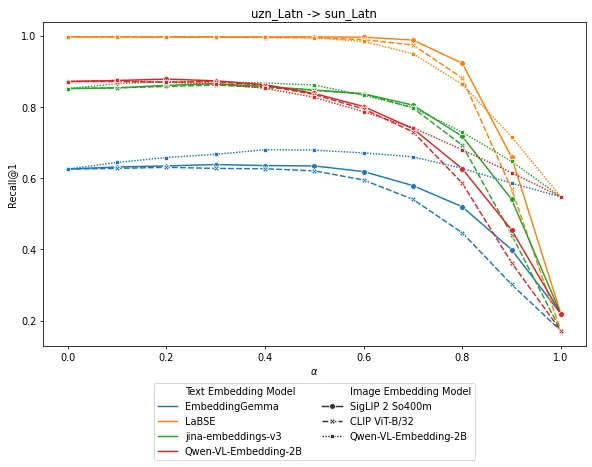 uzn_Latn -> sun_Latn
1.0
0.8
0.6
0.4
0.2
Recall@1
0.0 0.2 0.4 0.6 0.8 1.0
α
Text Embedding Model
EmbeddingGemma
LaBSE
jina-embeddings-v3
Qwen-VL-Embedding-2B
Image Embedding Model
SigLIP 2 So400m
CLIP ViT-B/32
Qwen-VL-Embedding-2B